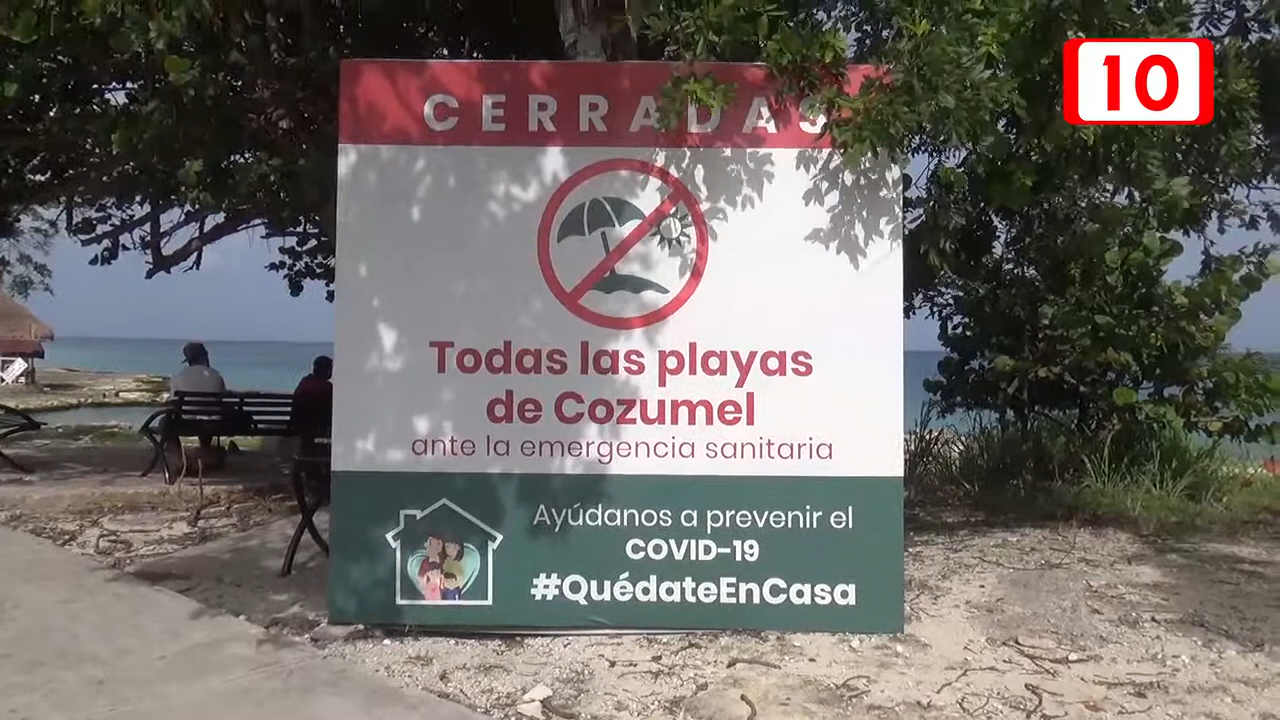 10
CERRADAS
Todas las playas
de Cozumel
ante la emergencia sanitaria
Ayúdanos a prevenir el
COVID-19
#QuédateEnCasa